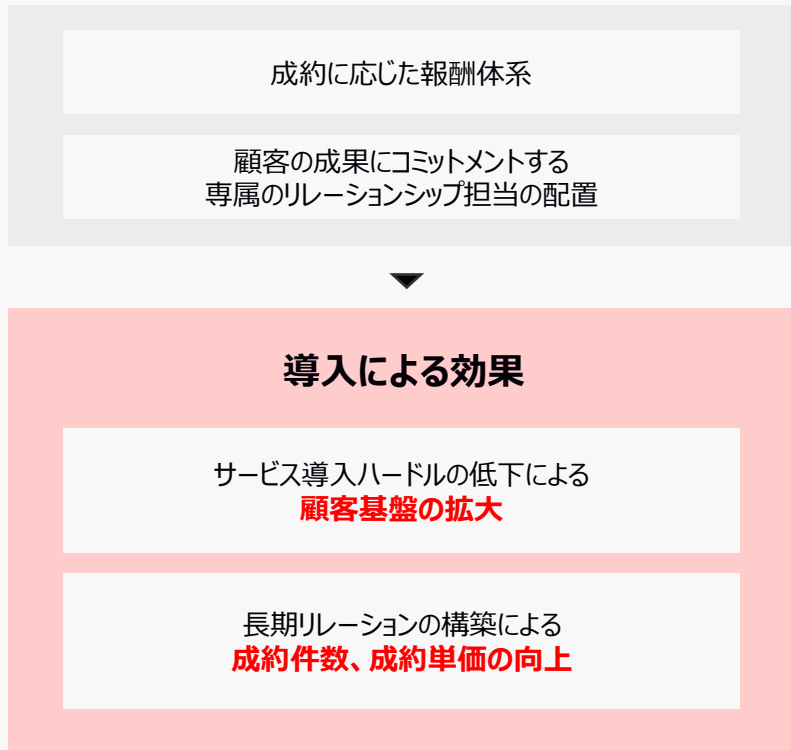 成約に応じた報酬体系
顧客の成果にコミットメントする
専属のリレーションシップ担当の配置
導入による効果
サービス導入ハードルの低下による
顧客基盤の拡大
長期リレーションの構築による
成約件数、成約単価の向上